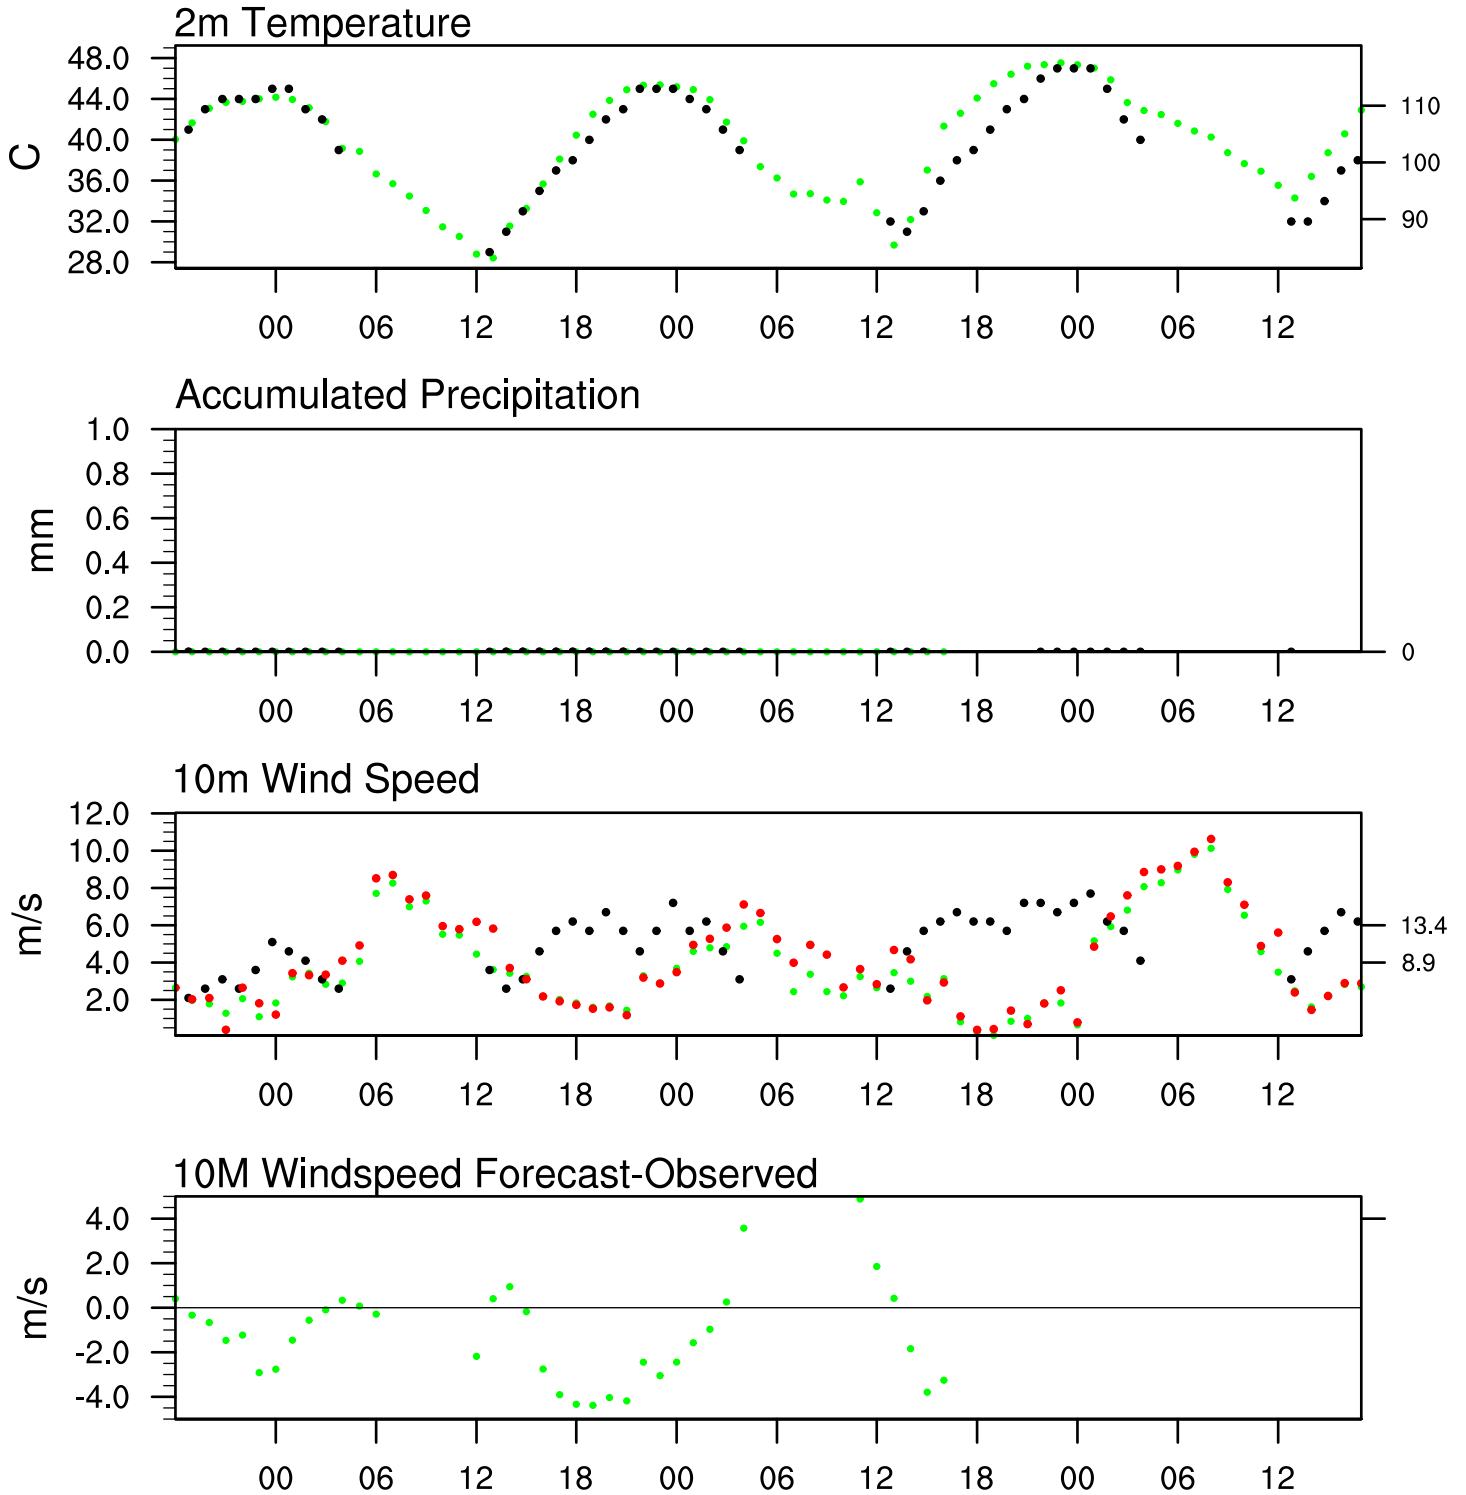 2m Temperature
48.0
44.0
40.0
36.0
32.0
28.0
C
110
100
90
00 06 12 18 00 06 12 18 00 06 12
Accumulated Precipitation
1.0
0.8
0.6
0.4
0.2
0.0
mm
0
00 06 12 18 00 06 12 18 00 06 12
10m Wind Speed
12.0
10.0
8.0
6.0
4.0
2.0
m/s
13.4
8.9
00 06 12 18 00 06 12 18 00 06 12
10M Windspeed Forecast-Observed
4.0
2.0
0.0
-2.0
-4.0
m/s
00 06 12 18 00 06 12 18 00 06 12